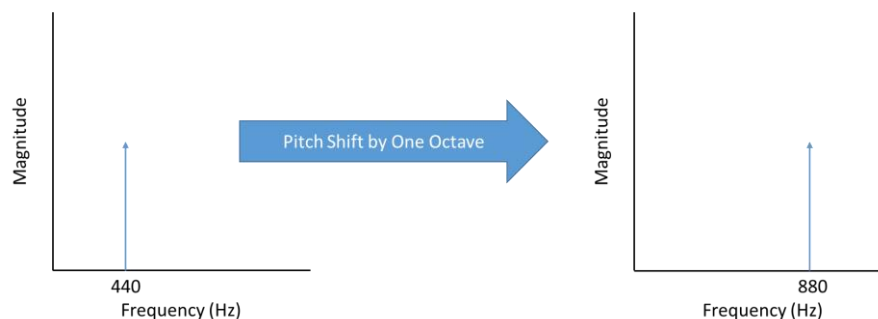 Magnitude
440
Frequency (Hz)
Pitch Shift by One Octave
Magnitude
880
Frequency (Hz)